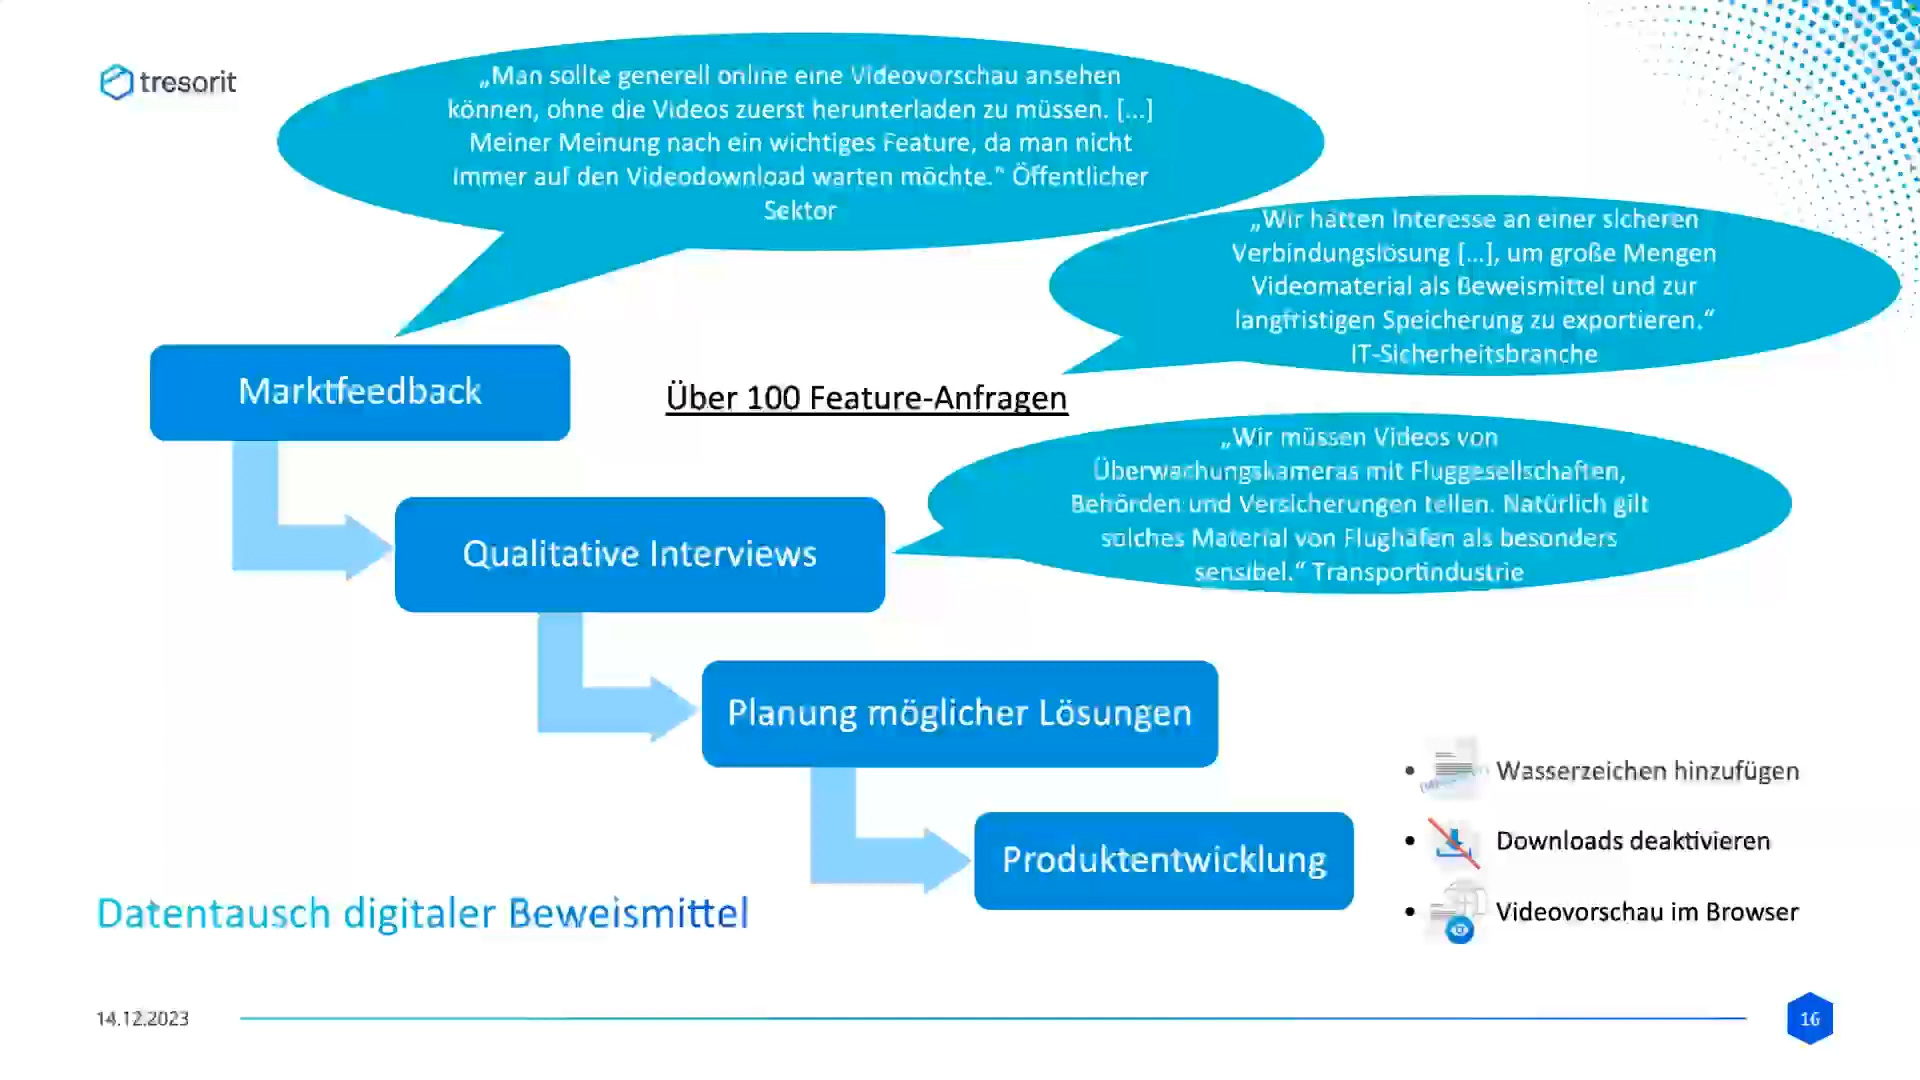 tresorit
„Man sollte generell online eine Videovorschau ansehen
können, ohne die Videos zuerst herunterladen zu müssen. [...]
Meiner Meinung nach ein wichtiges Feature, da man nicht
immer auf den Videodownload warten möchte.“ Öffentlicher
Sektor
„Wir hätten Interesse an einer sicheren
Verbindungslösung [...], um große Mengen
Videomaterial als Beweismittel und zur
langfristigen Speicherung zu exportieren.“
IT-Sicherheitsbranche
Marktfeedback
Über 100 Feature-Anfragen
„Wir müssen Videos von
Überwachungskameras mit Fluggesellschaften,
Behörden und Versicherungen teilen. Natürlich gilt
solches Material von Flughäfen als besonders
sensibel.“ Transportindustrie
Qualitative Interviews
Planung möglicher Lösungen
Wasserzeichen hinzufügen
Downloads deaktivieren
Produktentwicklung
Videovorschau im Browser
Datentausch digitaler Beweismittel
14.12.2023
16